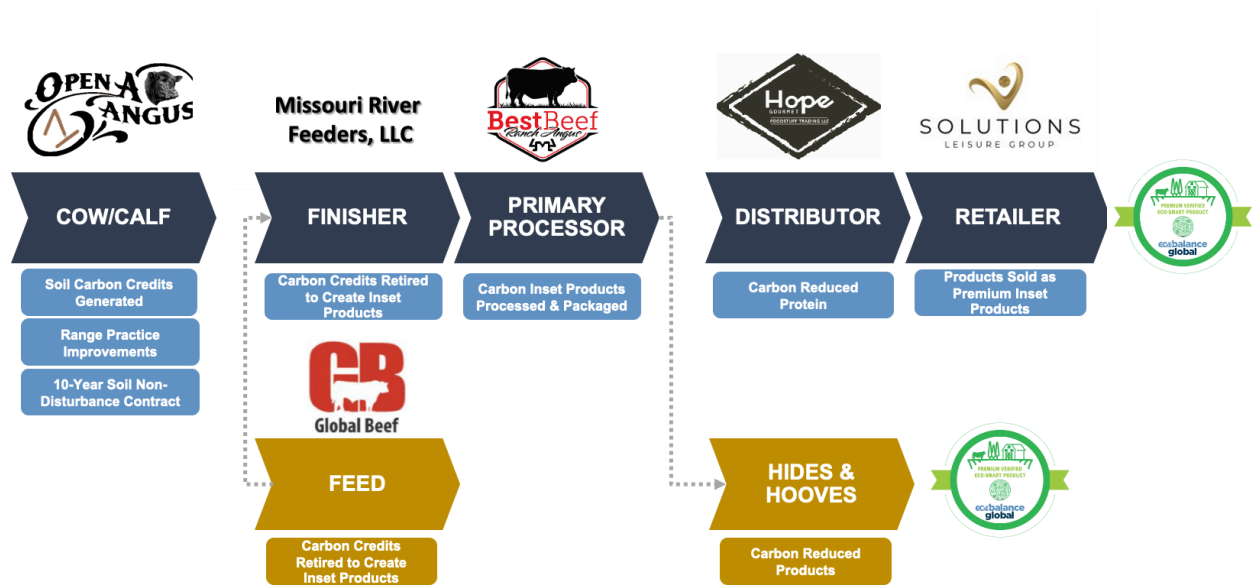 OPEN A
ANGUS
Missouri River
Feeders, LLC
BestBeef
Ranch Angus
Hope
GOURMET
FOODSTUFF TRADING LLC
SOLUTIONS
LEISURE GROUP
COW/CALF
FINISHER
PRIMARY
PROCESSOR
DISTRIBUTOR
RETAILER
PREMIUM VERIFIED
ECO-SMART PRODUCT
ecobalance
global
Soil Carbon Credits
Generated
Range Practice
Improvements
10-Year Soil Non-
Disturbance Contract
Carbon Credits Retired
to Create Inset
Products
Carbon Inset Products
Processed & Packaged
Carbon Reduced
Protein
Products Sold as
Premium Inset
Products
GB
Global Beef
FEED
Carbon Credits
Retired to Create
Inset Products
HIDES &
HOOVES
Carbon Reduced
Products
PREMIUM VERIFIED
ECO-SMART PRODUCT
ecobalance
global